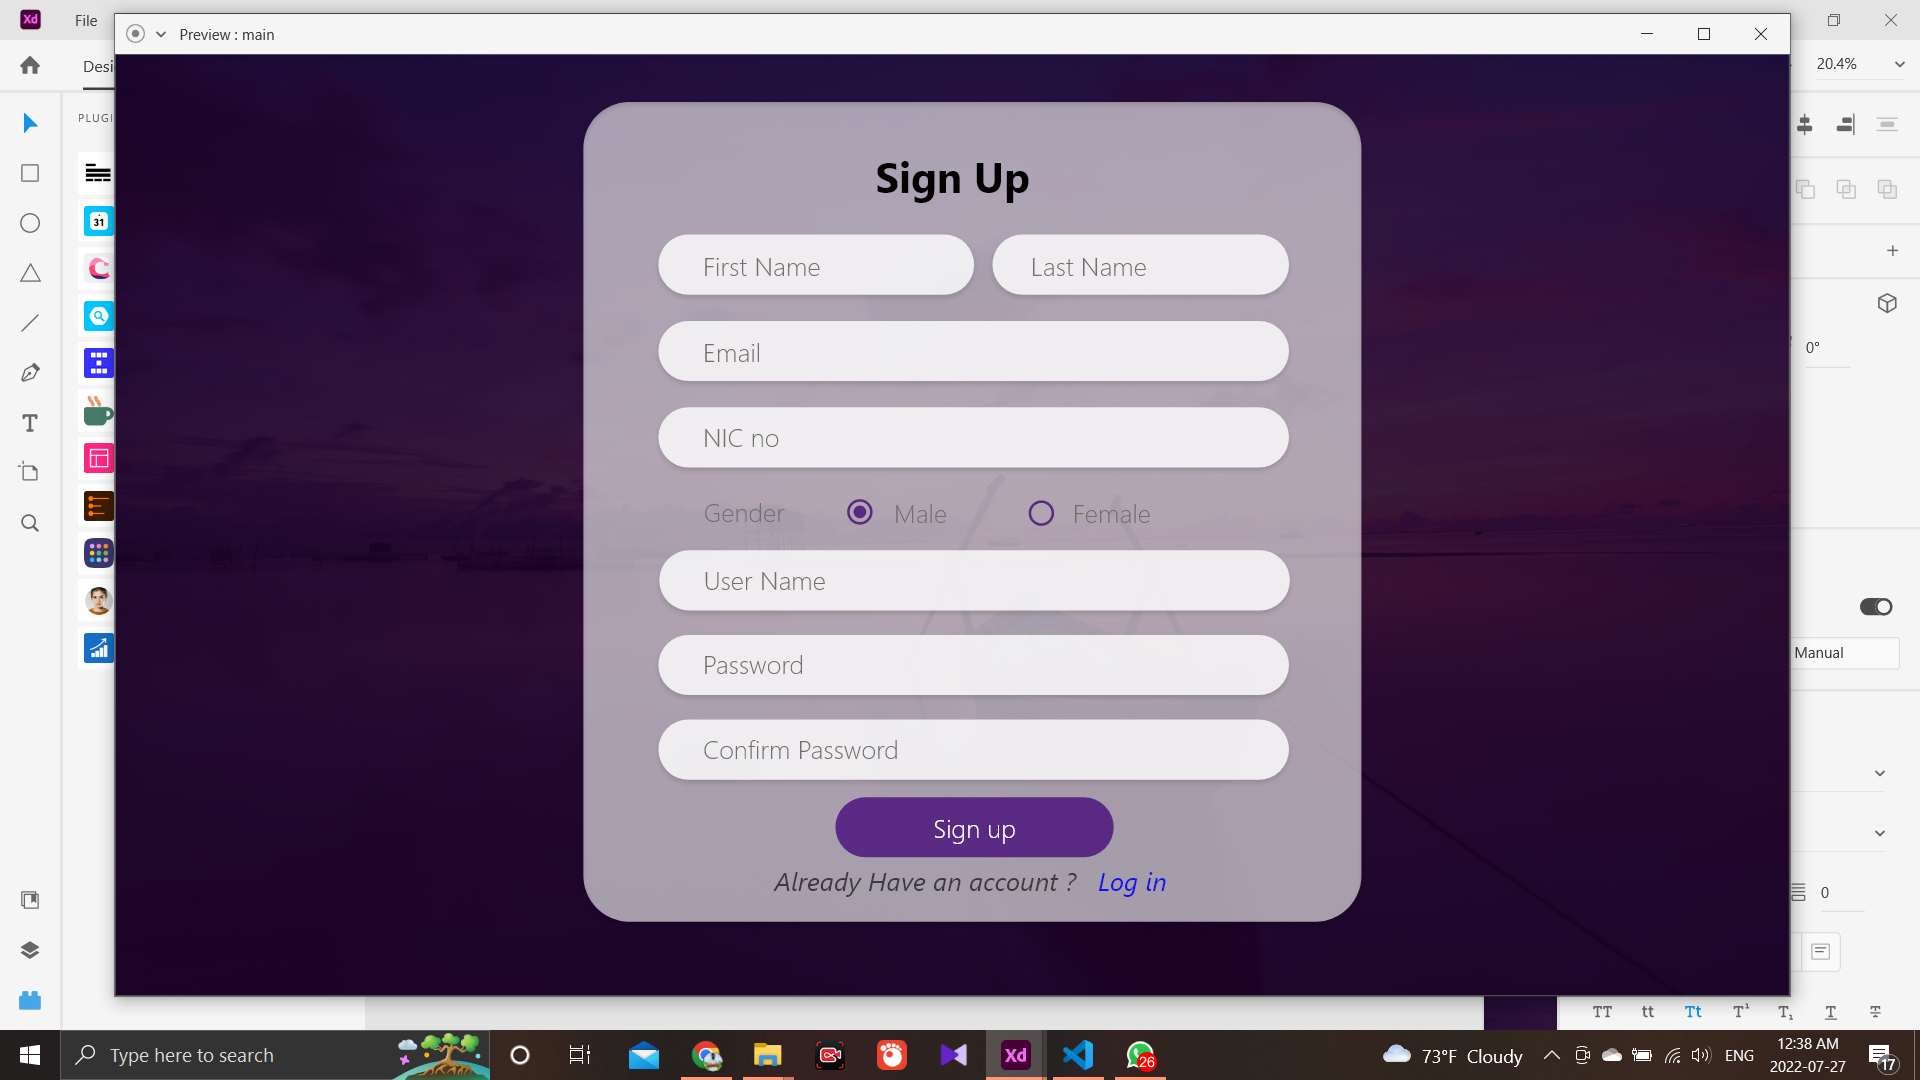 Xd File
Preview : main
Desi
20.4%
PLUGI
31
Sign Up
First Name
Last Name
Email
0°
NIC no
Gender
Male
Female
User Name
Manual
Password
Confirm Password
Sign up
Already Have an account ? Log in
0
TT tt Tt T¹ T₁ T T
Type here to search
Xd
26
73°F Cloudy
ENG
12:38 AM
2022-07-27
17